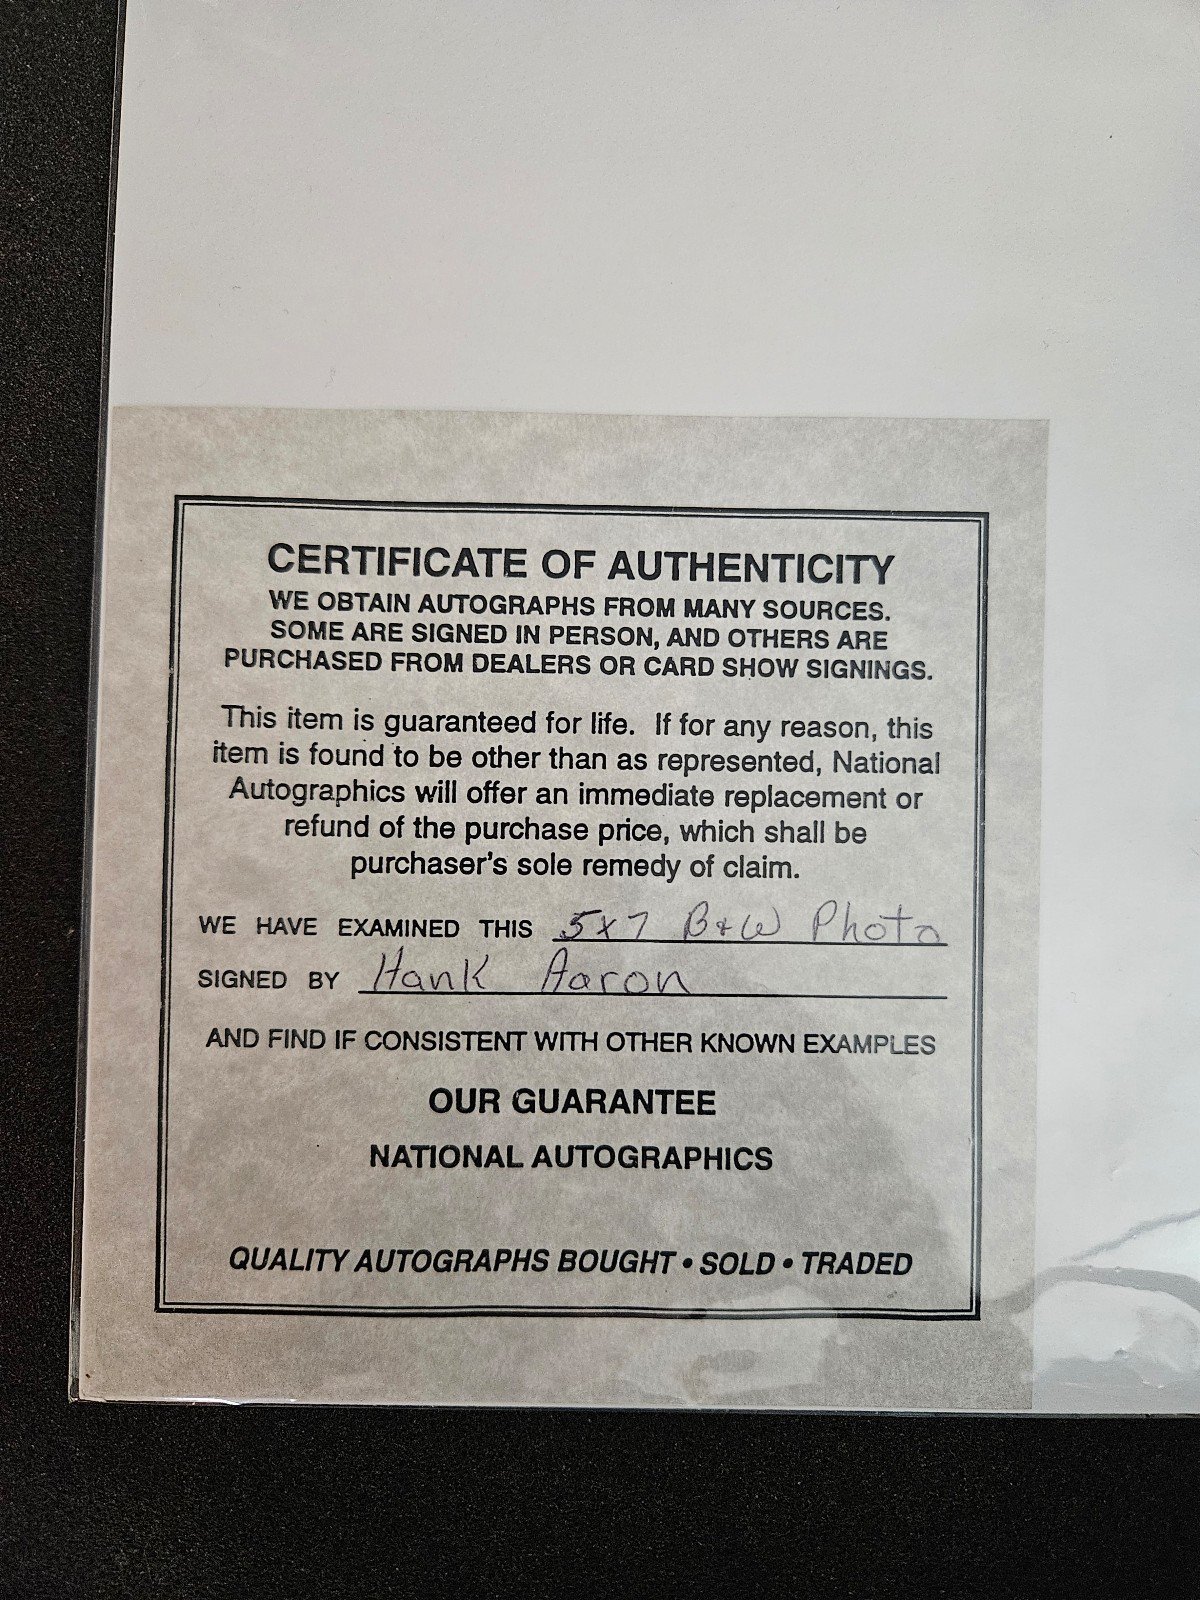 CERTIFICATE OF AUTHENTICITY
WE OBTAIN AUTOGRAPHS FROM MANY SOURCES.
SOME ARE SIGNED IN PERSON, AND OTHERS ARE
PURCHASED FROM DEALERS OR CARD SHOW SIGNINGS.
This item is guaranteed for life. If for any reason, this
item is found to be other than as represented, National
Autographics will offer an immediate replacement or
refund of the purchase price, which shall be
purchaser's sole remedy of claim.
WE HAVE EXAMINED THIS 5x7 B+W Photo
SIGNED BY Hank Aaron
AND FIND IF CONSISTENT WITH OTHER KNOWN EXAMPLES
OUR GUARANTEE
NATIONAL AUTOGRAPHICS
QUALITY AUTOGRAPHS BOUGHT • SOLD • TRADED